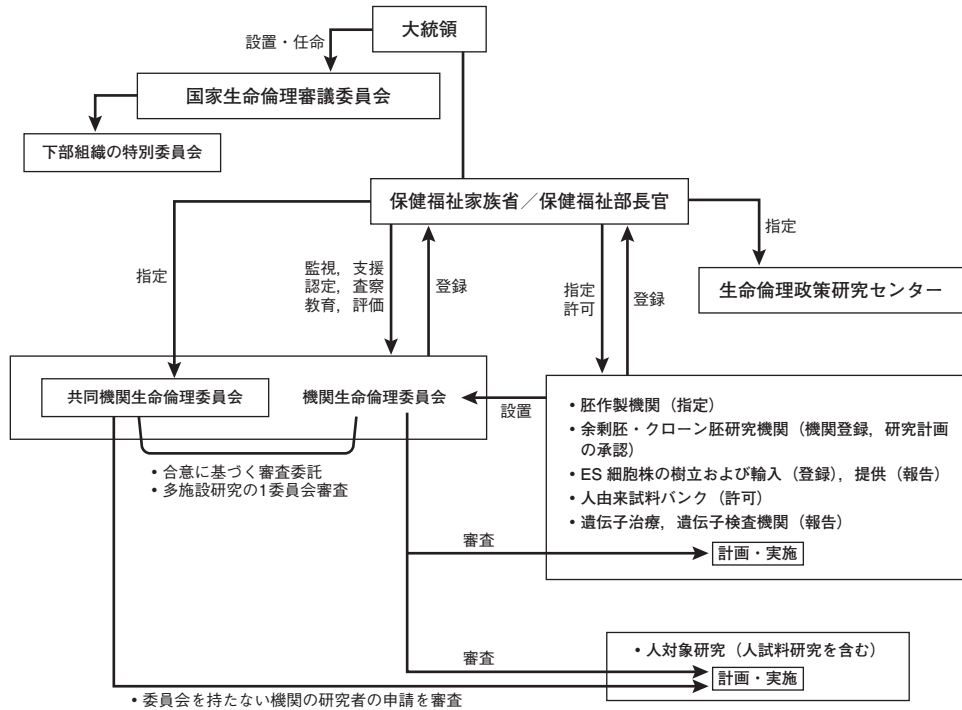 大統領
設置・任命
国家生命倫理審議委員会
下部組織の特別委員会
保健福祉家族省／保健福祉部長官
指定
監視，支援
認定，査察
教育，評価
登録
指定
許可
登録
指定
生命倫理政策研究センター
共同機関生命倫理委員会
機関生命倫理委員会
設置
・胚作製機関（指定）
・余剰胚・クローン胚研究機関（機関登録，研究計画
の承認）
・ES 細胞株の樹立および輸入（登録），提供（報告）
・人由来試料バンク（許可）
・遺伝子治療，遺伝子検査機関（報告）
計画・実施
・合意に基づく審査委託
・多施設研究の1委員会審査
審査
審査
・人対象研究（人試料研究を含む）
計画・実施
・委員会を持たない機関の研究者の申請を審査